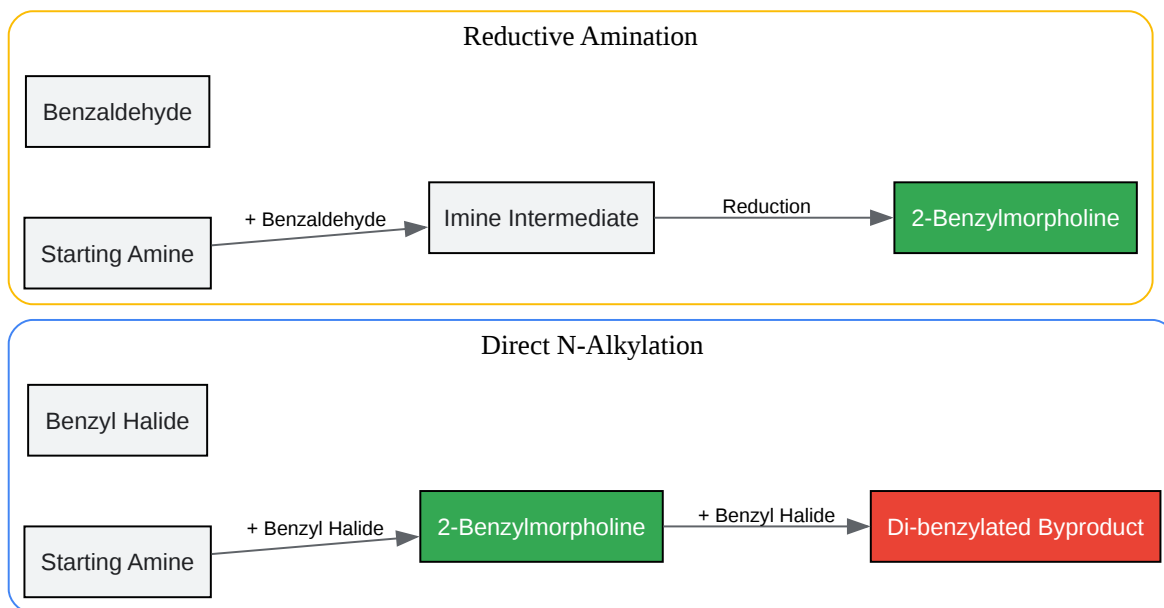 Reductive Amination
Benzaldehyde
Starting Amine
+ Benzaldehyde
Imine Intermediate
Reduction
2-Benzylmorpholine
Direct N-Alkylation
Benzyl Halide
Starting Amine
+ Benzyl Halide
2-Benzylmorpholine
+ Benzyl Halide
Di-benzylated Byproduct